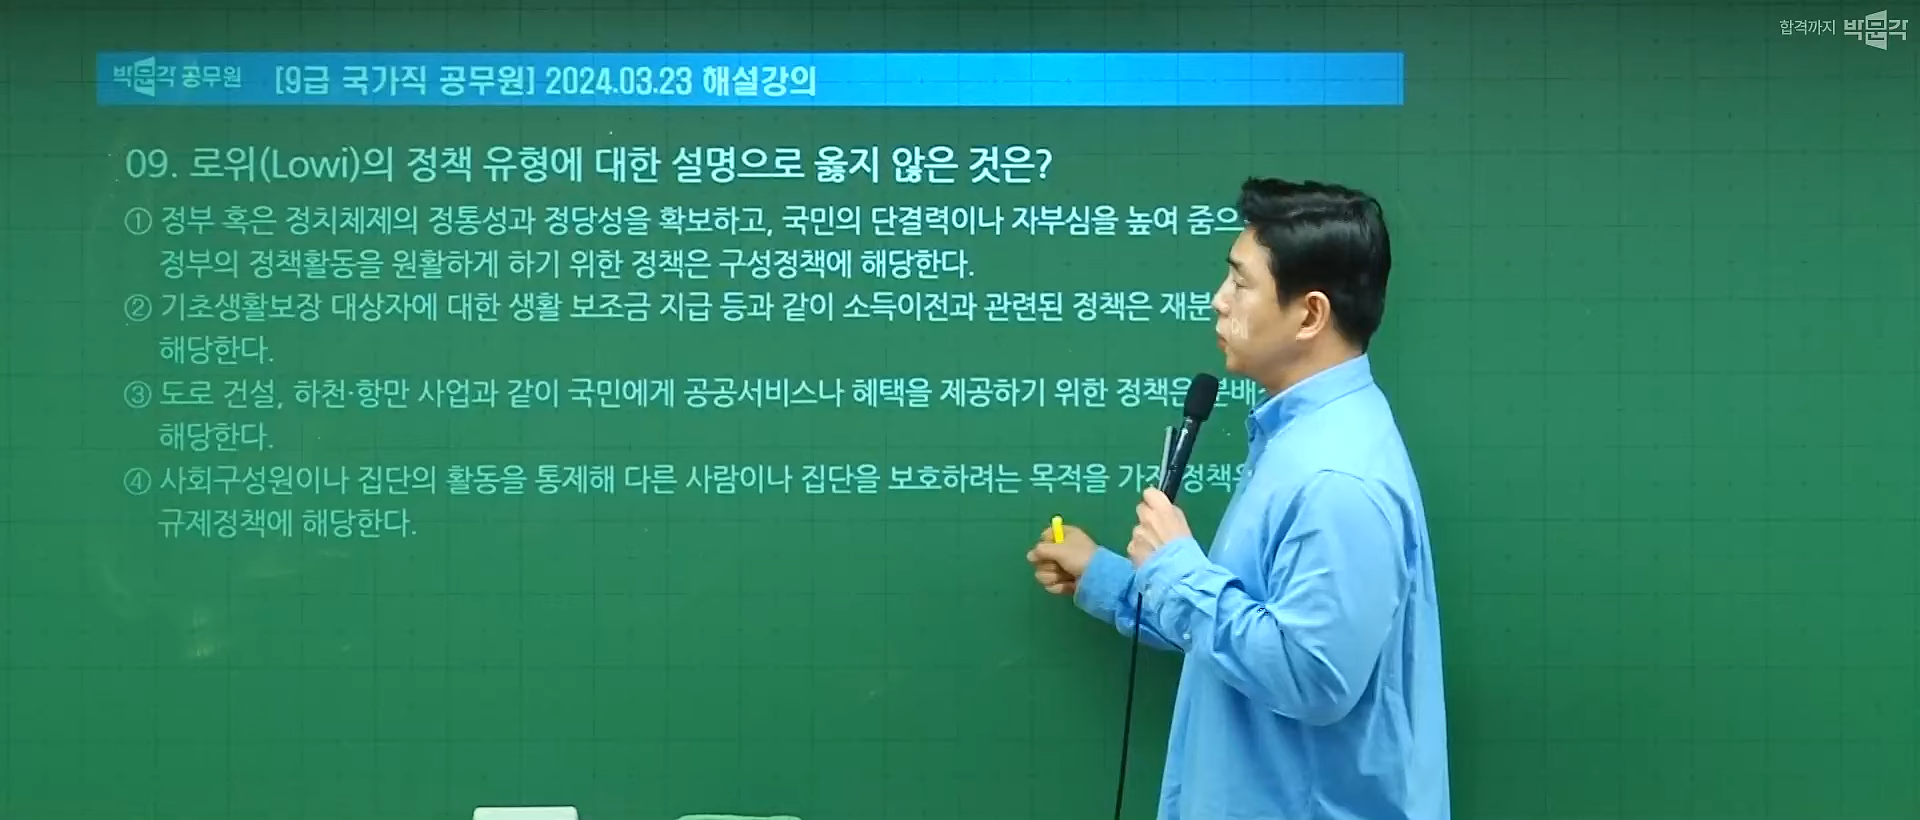 합격까지 박문각
박문각 공무원 [9급 국가직 공무원] 2024.03.23 해설강의
09. 로위(Lowi)의 정책 유형에 대한 설명으로 옳지 않은 것은?
① 정부 혹은 정치체제의 정통성과 정당성을 확보하고, 국민의 단결력이나 자부심을 높여 줌으
정부의 정책활동을 원활하게 하기 위한 정책은 구성정책에 해당한다.
② 기초생활보장 대상자에 대한 생활 보조금 지급 등과 같이 소득이전과 관련된 정책은 재분
해당한다.
③ 도로 건설, 하천·항만 사업과 같이 국민에게 공공서비스나 혜택을 제공하기 위한 정책은 분배
해당한다.
④ 사회구성원이나 집단의 활동을 통제해 다른 사람이나 집단을 보호하려는 목적을 가진 정책은
규제정책에 해당한다.